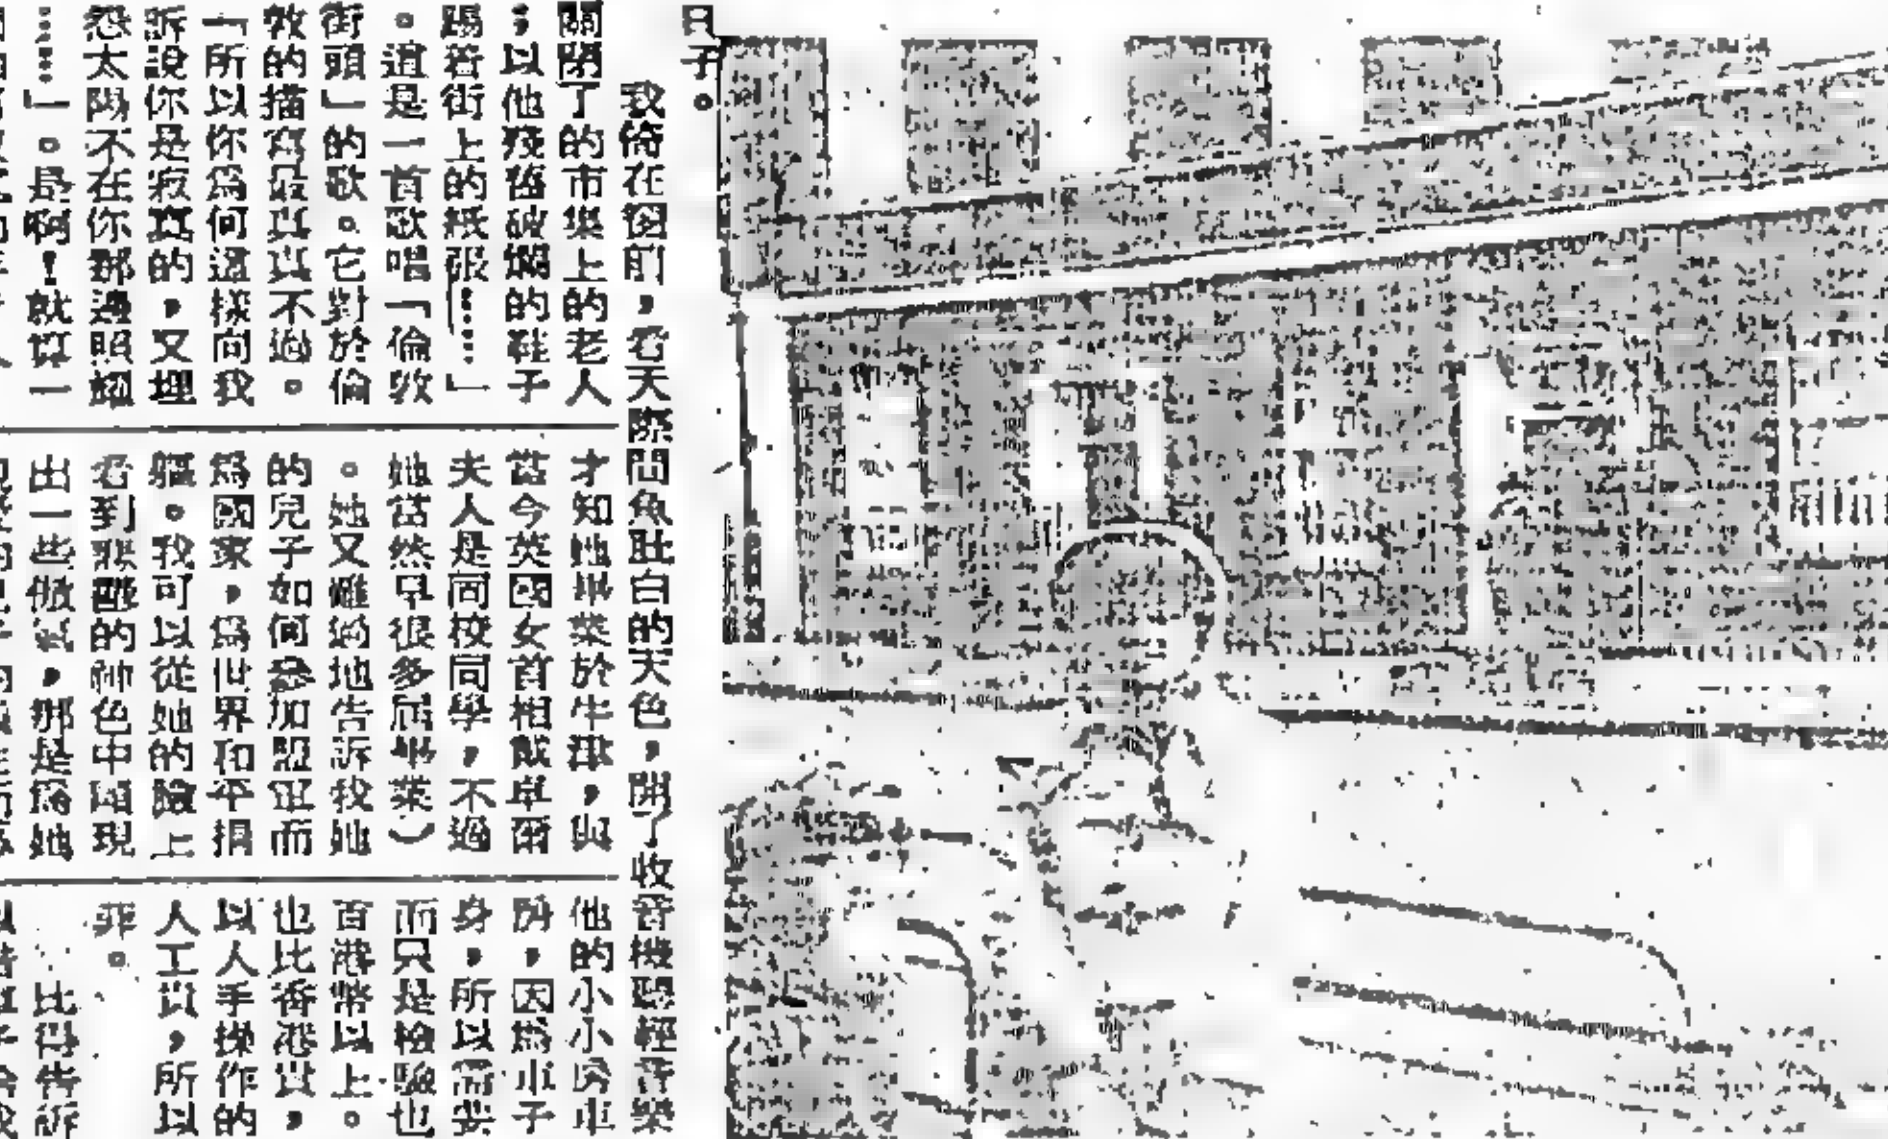 日子。
我倚在窗前，看天際間魚肚白的天色，開了收音機聽輕音樂
關閉了的市集上的老人
；以他殘舊破爛的鞋子
踢着街上的紙張……」
。這是一首歌唱「倫敦
街頭」的歌。它對於倫
敦的描寫最真真不過。
「所以你爲何這樣向我
訴說你是寂寞的，又埋
怨太陽不在你那邊照耀
……」。是啊！就算一
才知她畢業於牛津，與
當今英國女首相戴卓爾
夫人是同校同學，不過
她當然早很多屆畢業）
。她又難過地告訴我她
的兒子如何參加盟軍而
爲國家，爲世界和平捐
軀。我可以從她的臉上
看到悲酸的神色中顯現
出一些傲氣，那是爲她
他的小小房車
，因爲車子
身，所以需要
而只是檢驗也
百港幣以上。
也比香港貴，
以人手操作的
人工貴，所以
菲。
比得告訴